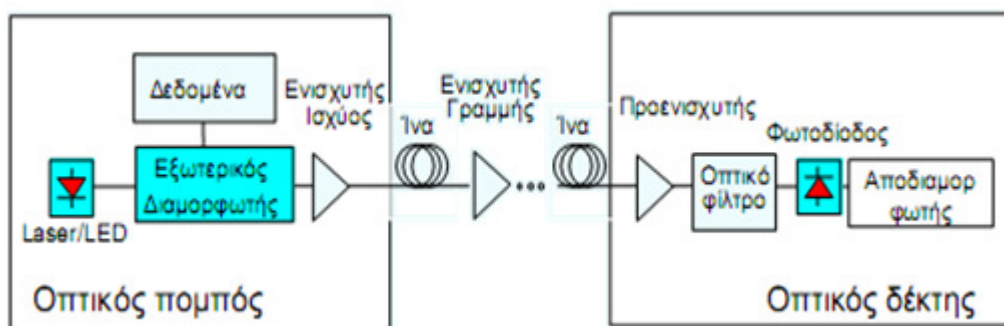 Δεδομένα
Ενισχυτής
Ισχύος
Ίνα
Ενισχυτής
Γραμμής
Ίνα
Προενισχυτής
Φωτοδίοδος
Εξωτερικός
Διαμορφωτής
Οπτικό
φίλτρο
Αποδιαμορ
φωτής
Laser/LED
Οπτικός πομπός
Οπτικός δέκτης